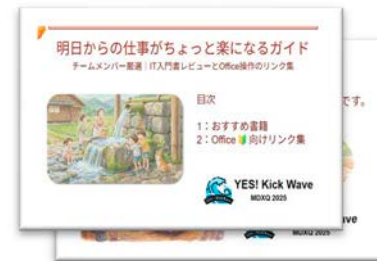 明日からの仕事がちょっと楽になるガイド
チームメンバー厳選｜IT入門書レビューとOffice操作のリンク集
目次
1：おすすめ書籍
2：Office🔰向けリンク集
YES! Kick Wave
MDXQ 2025
です。
ve
MDXQ 2025